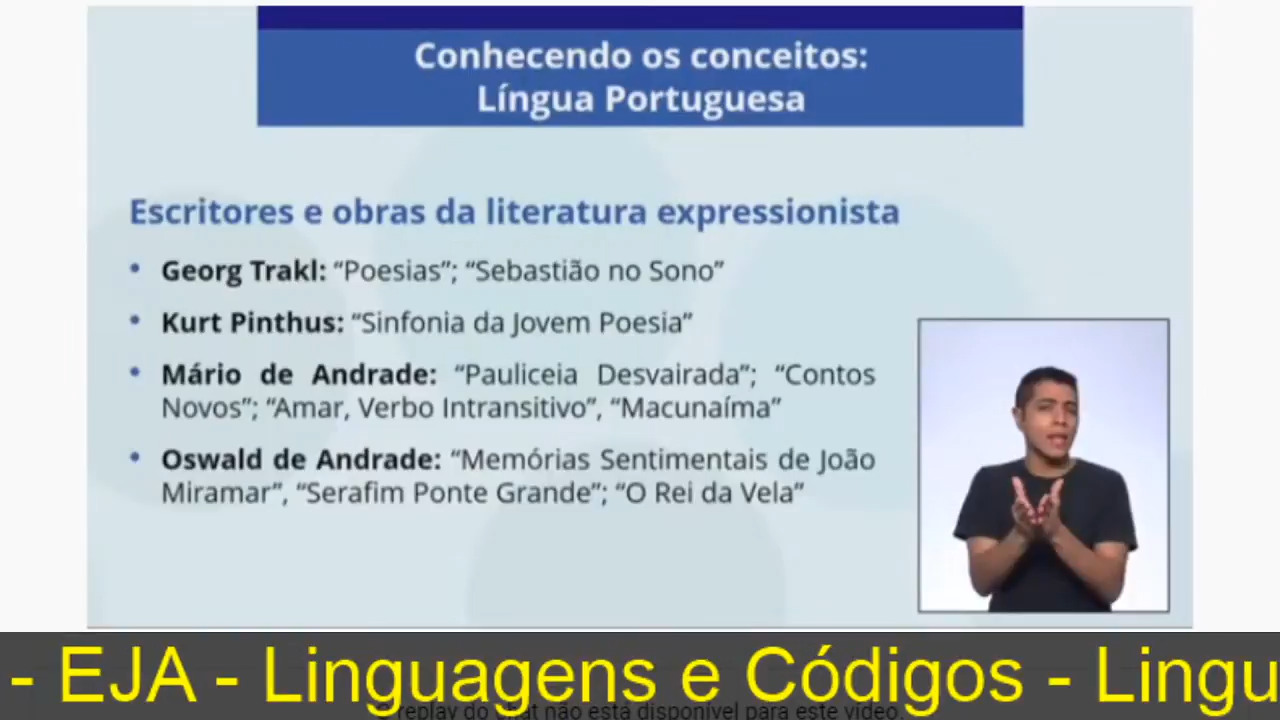 Conhecendo os conceitos:
Língua Portuguesa
Escritores e obras da literatura expressionista
• Georg Trakl: “Poesias”; “Sebastião no Sono”
• Kurt Pinthus: “Sinfonia da Jovem Poesia”
• Mário de Andrade: “Pauliceia Desvairada”; “Contos
Novos”; “Amar, Verbo Intransitivo”, “Macunaíma”
• Oswald de Andrade: “Memórias Sentimentais de João
Miramar”, “Serafim Ponte Grande”; “O Rei da Vela”
- EJA - Linguagens e Códigos - Lingu
O replay do chat não está disponível para este vídeo.